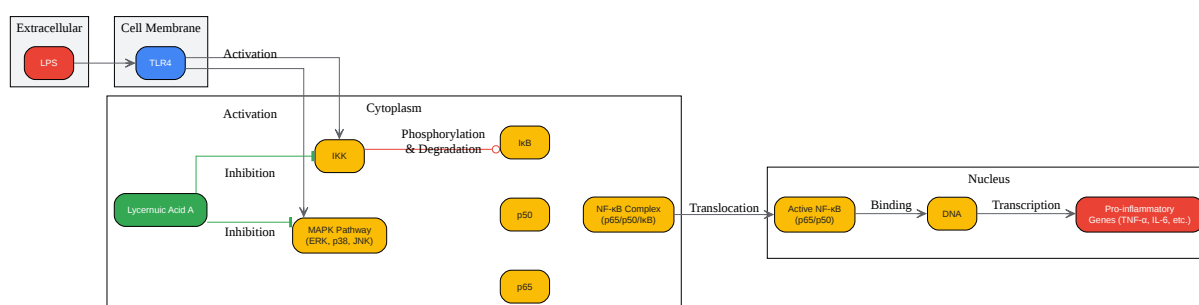 Extracellular
LPS
Cell Membrane
TLR4
Activation
Activation
Cytoplasm
IKK
Phosphorylation
& Degradation
IκB
Inhibition
Lycernuic Acid A
Inhibition
MAPK Pathway
(ERK, p38, JNK)
p50
p65
NF-κB Complex
(p65/p50/IκB)
Translocation
Nucleus
Active NF-κB
(p65/p50)
Binding
DNA
Transcription
Pro-inflammatory
Genes (TNF-α, IL-6, etc.)